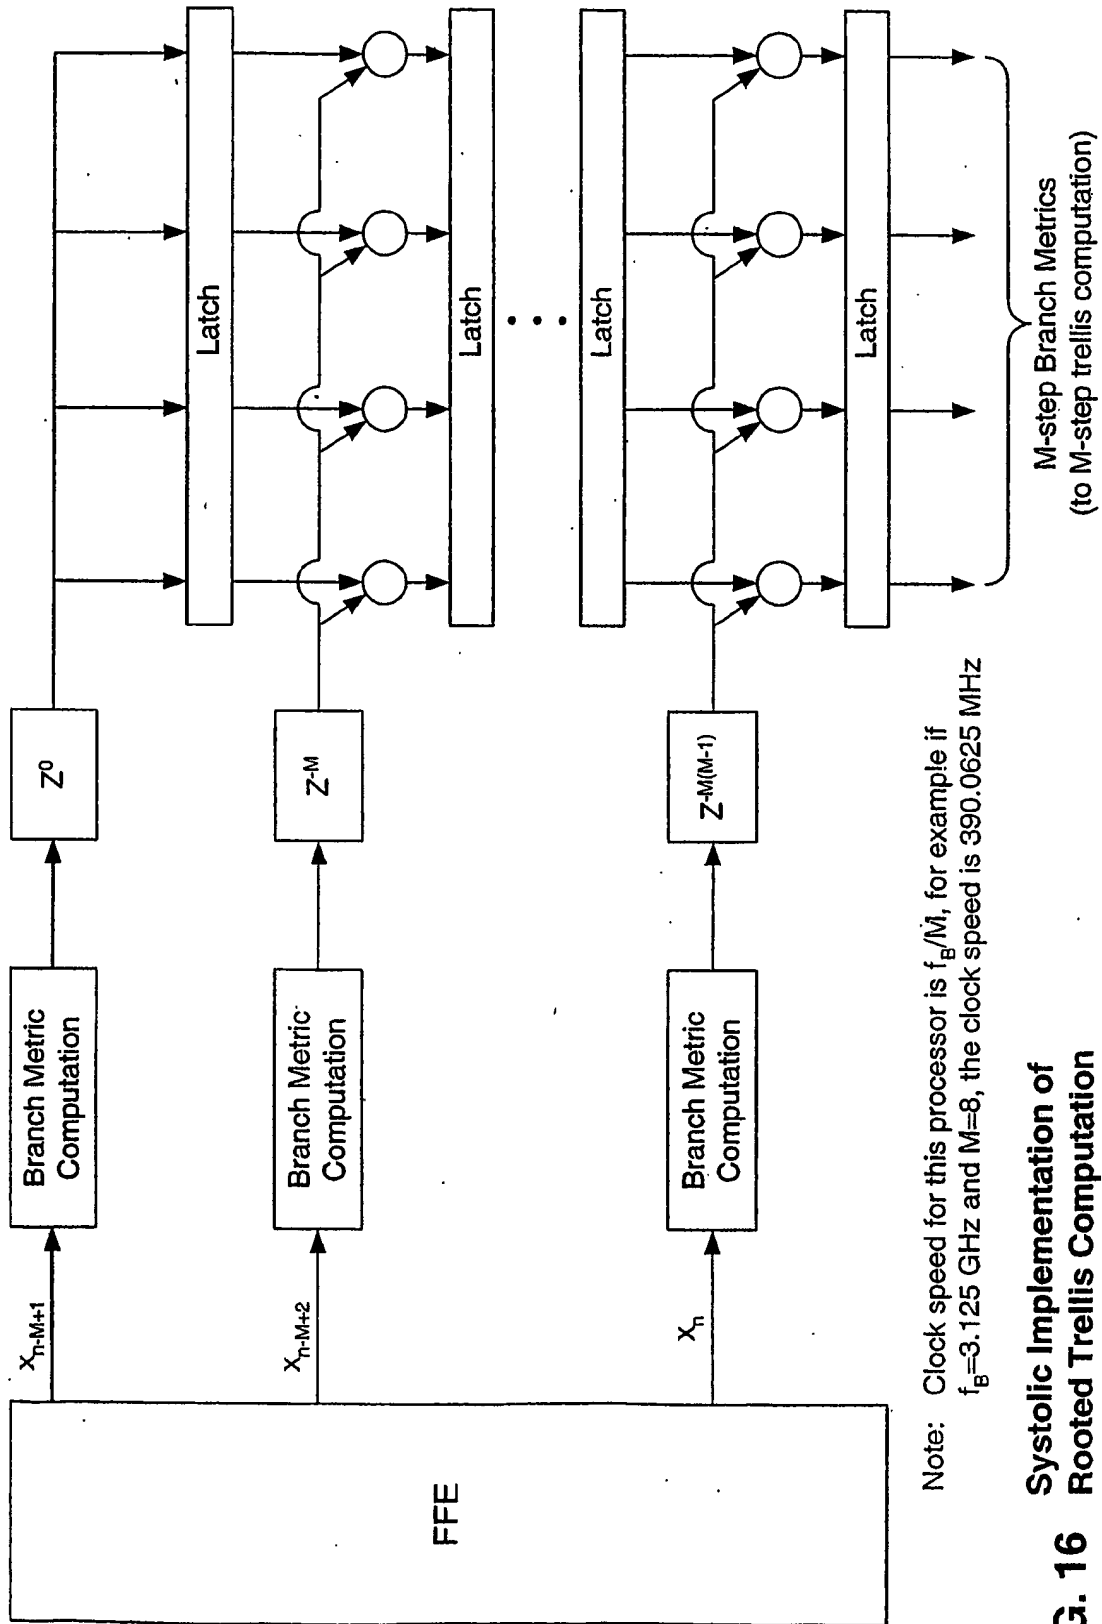 FFE
X_{n-M+1}
Branch Metric
Computation
Z^0
Latch
X_{n-M+2}
Branch Metric
Computation
Z^{-M}
Latch
Latch
X_n
Branch Metric
Computation
Z^{-M(M-1)}
Latch
M-step Branch Metrics
(to M-step trellis computation)
Note: Clock speed for this processor is f_B/M, for example if
f_B=3.125 GHz and M=8, the clock speed is 390.0625 MHz
G. 16 Systolic Implementation of
Rooted Trellis Computation